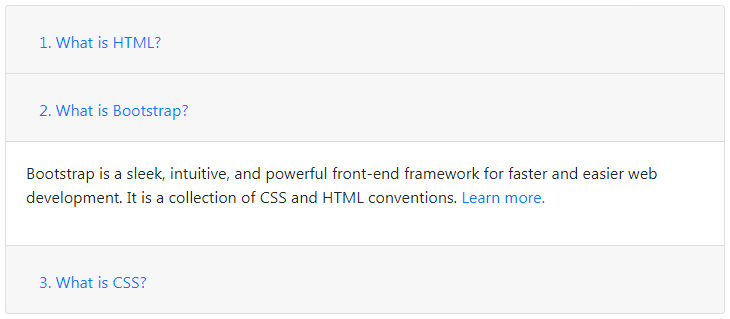 1. What is HTML?
2. What is Bootstrap?
Bootstrap is a sleek, intuitive, and powerful front-end framework for faster and easier web
development. It is a collection of CSS and HTML conventions. Learn more.
3. What is CSS?